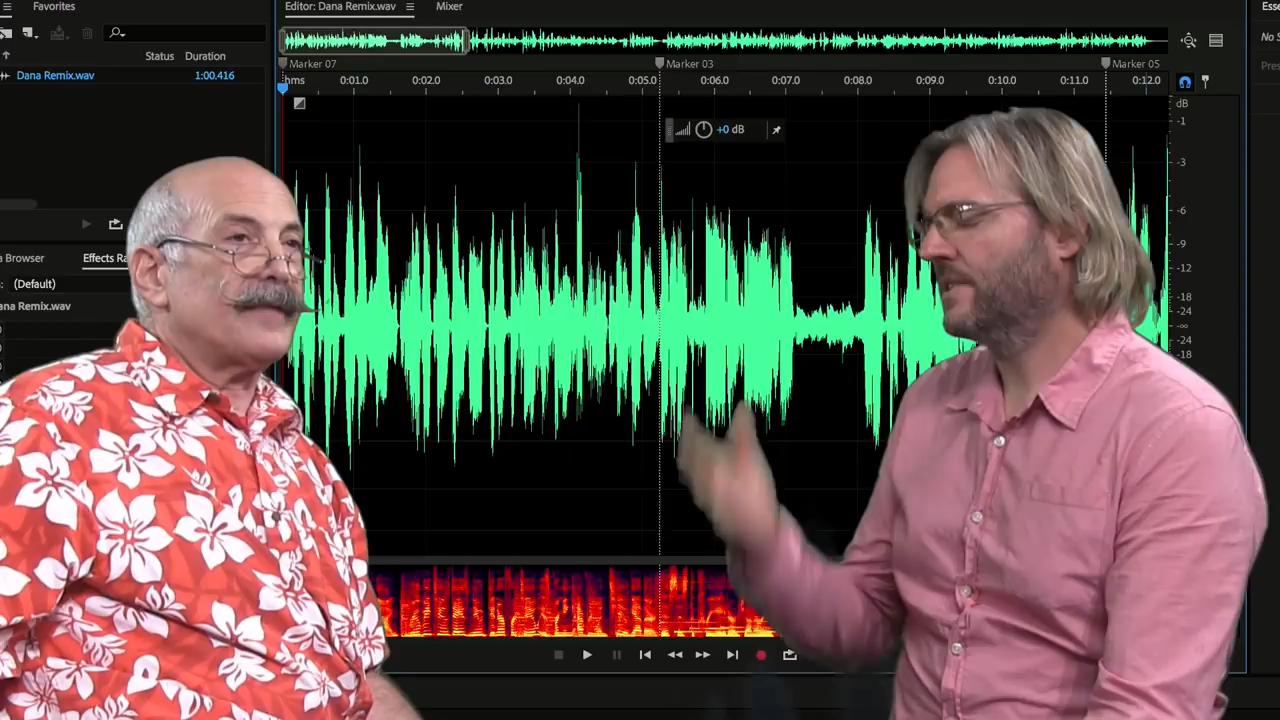 Favorites
Editor: Dana Remix.wav
Mixer
Esse
Status Duration
Dana Remix.wav 1:00.416
No S
Pres
Marker 07
Marker 03
Marker 05
hms 0:01.0 0:02.0 0:03.0 0:04.0 0:05.0 0:06.0 0:07.0 0:08.0 0:09.0 0:10.0 0:11.0 0:12.0
dB
-1
+0 dB
-3
-6
-9
-12
-18
-24
-∞
-24
-18
a Browser
Effects Ra
: (Default)
ana Remix.wav